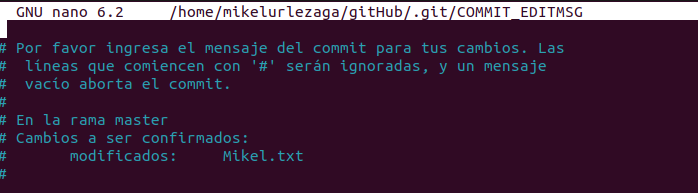 GNU nano 6.2 /home/mikelurlezaga/gitHub/.git/COMMIT_EDITMSG
# Por favor ingresa el mensaje del commit para tus cambios. Las
# líneas que comiencen con '#' serán ignoradas, y un mensaje
# vacío aborta el commit.
#
# En la rama master
# Cambios a ser confirmados:
# modificados: Mikel.txt
#